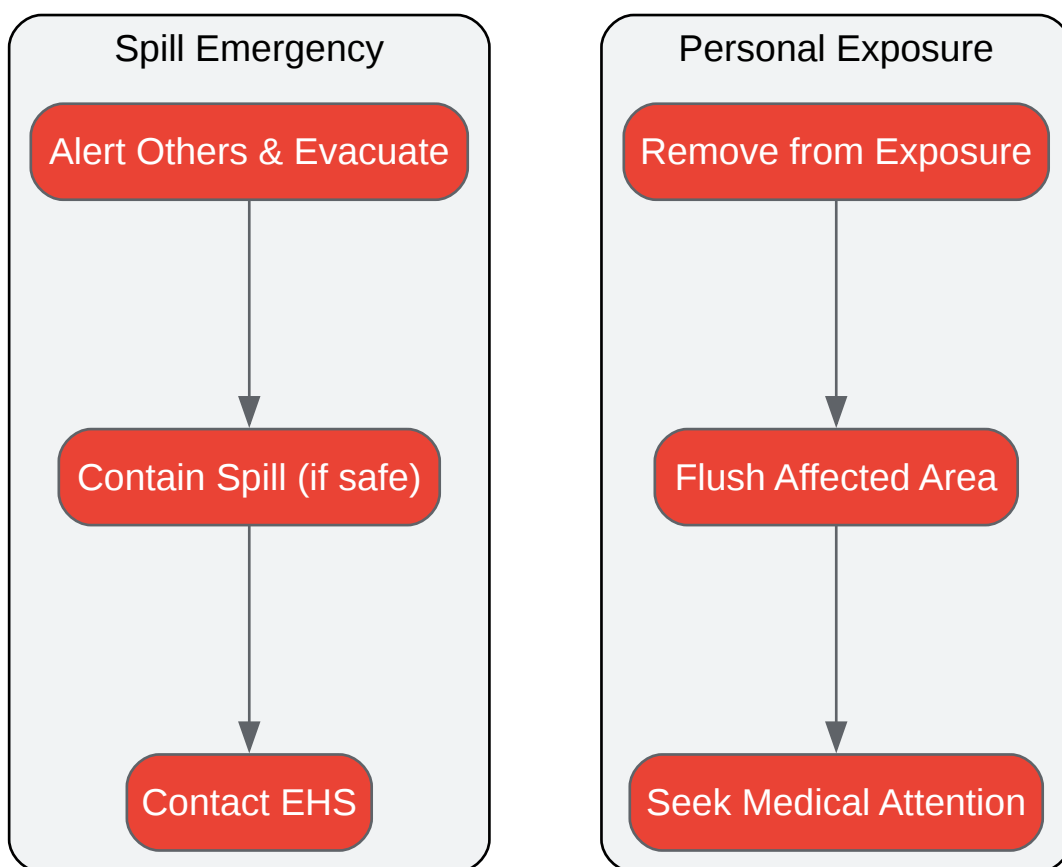 Spill Emergency
Alert Others & Evacuate
Contain Spill (if safe)
Contact EHS
Personal Exposure
Remove from Exposure
Flush Affected Area
Seek Medical Attention